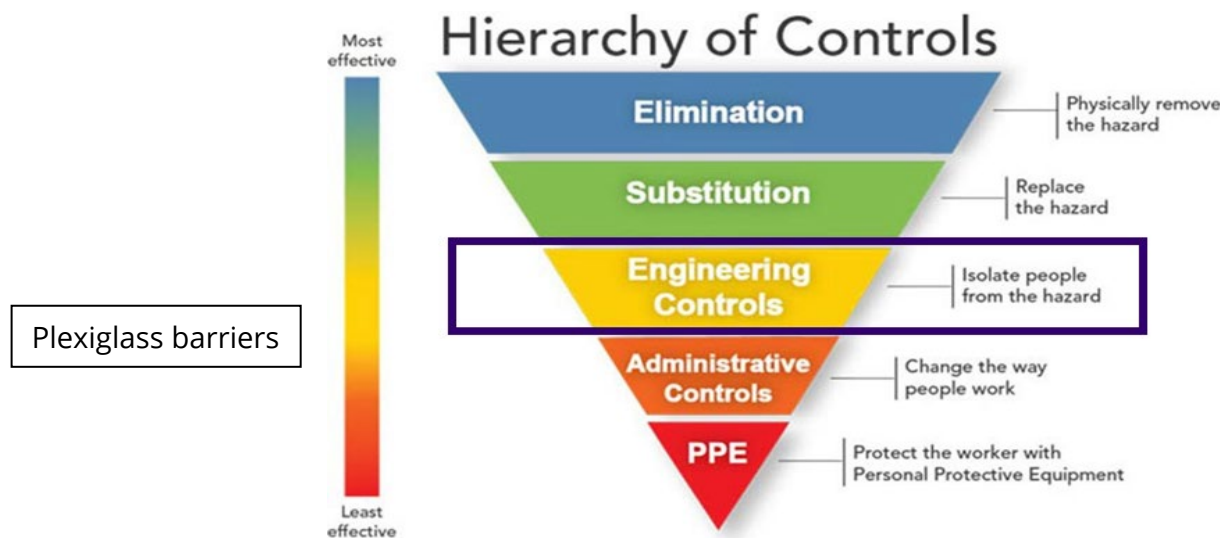 Hierarchy of Controls
Most
effective
Elimination
Physically remove
the hazard
Substitution
Replace
the hazard
Engineering
Controls
Isolate people
from the hazard
Plexiglass barriers
Administrative
Controls
Change the way
people work
PPE
Protect the worker with
Personal Protective Equipment
Least
effective